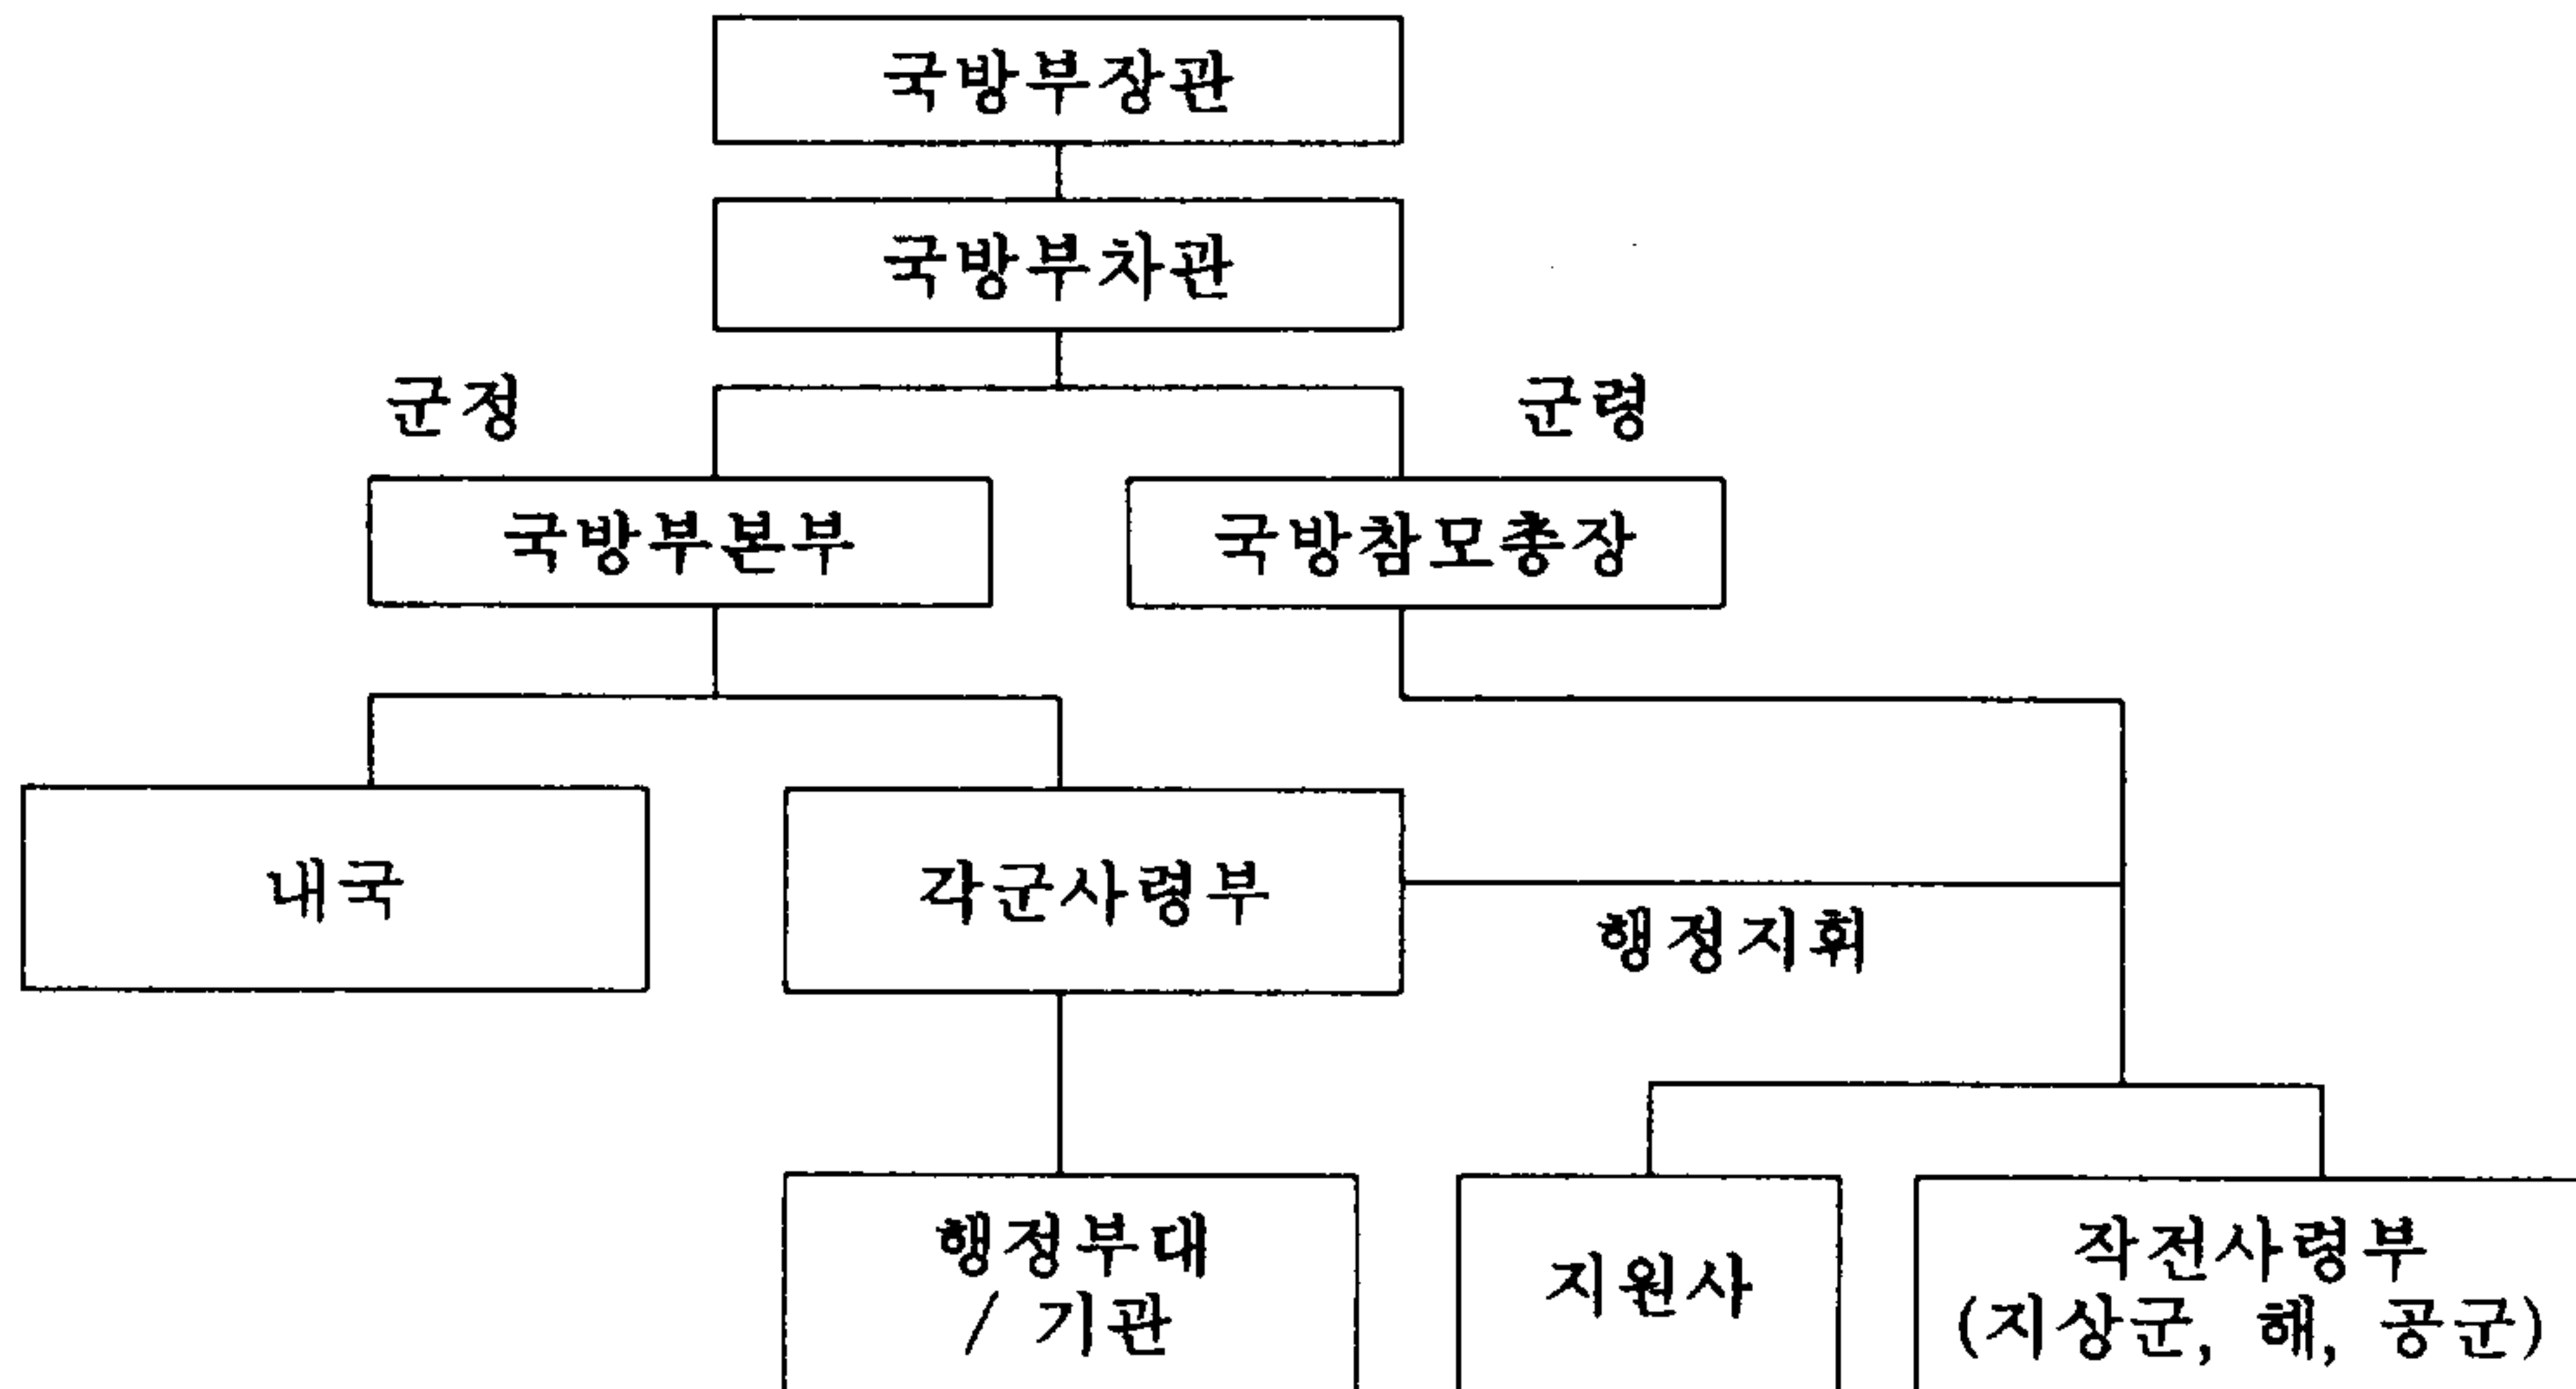 국방부장관
국방부차관
군정
군령
국방부본부
국방참모총장
내국
각군사령부
행정지휘
행정부대
/ 기관
지원사
작전사령부
(지상군, 해, 공군)